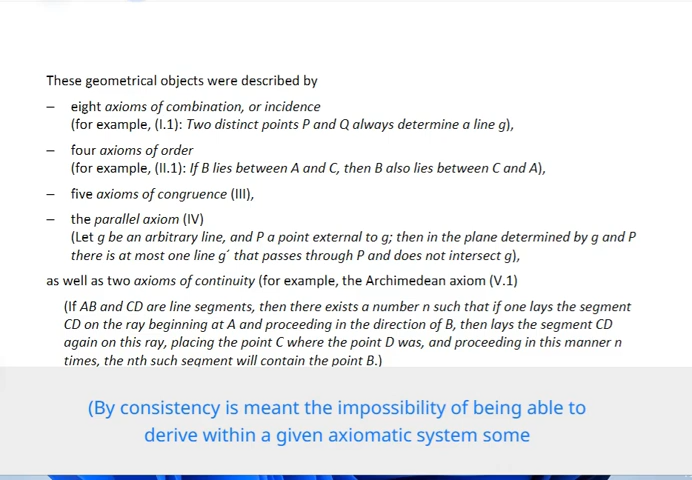 These geometrical objects were described by
– eight axioms of combination, or incidence
(for example, (I.1): Two distinct points P and Q always determine a line g),
– four axioms of order
(for example, (II.1): If B lies between A and C, then B also lies between C and A),
– five axioms of congruence (III),
– the parallel axiom (IV)
(Let g be an arbitrary line, and P a point external to g; then in the plane determined by g and P
there is at most one line g´ that passes through P and does not intersect g),
as well as two axioms of continuity (for example, the Archimedean axiom (V.1)
(If AB and CD are line segments, then there exists a number n such that if one lays the segment
CD on the ray beginning at A and proceeding in the direction of B, then lays the segment CD
again on this ray, placing the point C where the point D was, and proceeding in this manner n
times, the nth such segment will contain the point B.)
(By consistency is meant the impossibility of being able to
derive within a given axiomatic system some